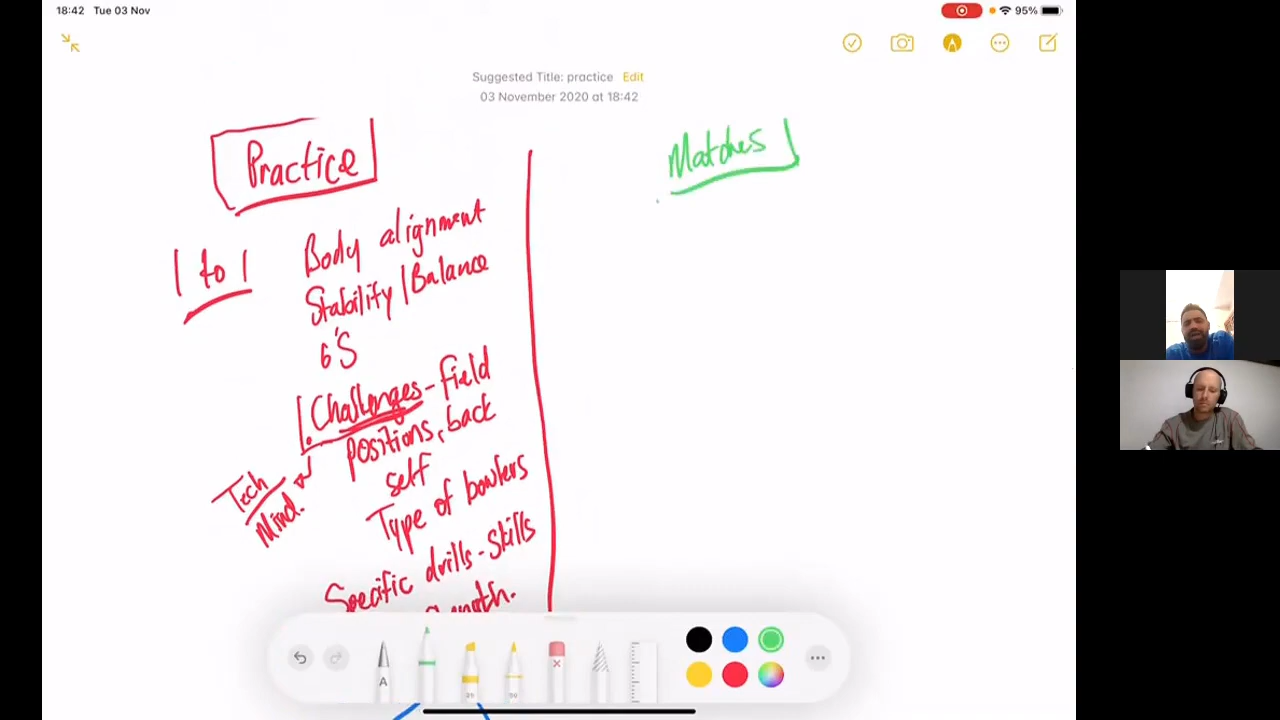 18:42 Tue 03 Nov
95%
Suggested Title: practice Edit
03 November 2020 at 18:42
Practice
1 to 1
Body alignment
Stability/Balance
6'S
Challenges - field
positions, back
self
Tech
Mind.
Type of bowlers
Specific drills - Skills
Matches
A